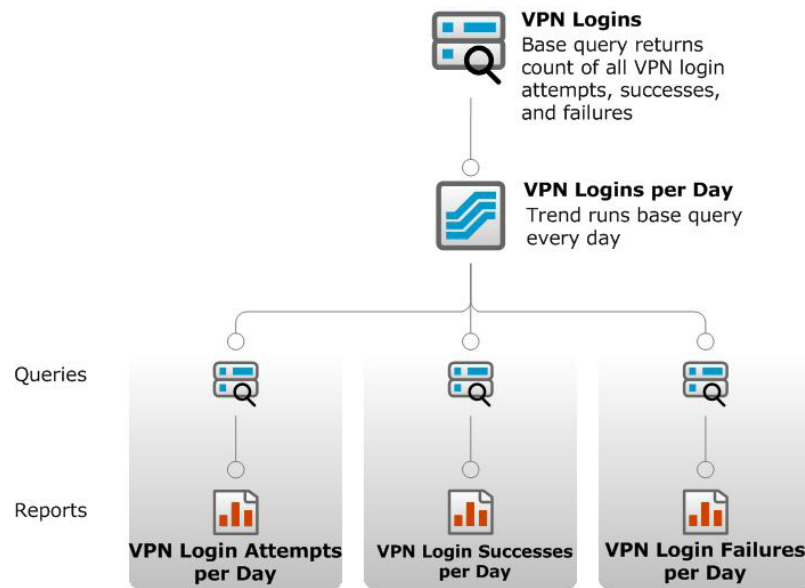 VPN Logins
Base query returns
count of all VPN login
attempts, successes,
and failures
VPN Logins per Day
Trend runs base query
every day
Queries
Reports
VPN Login Attempts
per Day
VPN Login Successes
per Day
VPN Login Failures
per Day